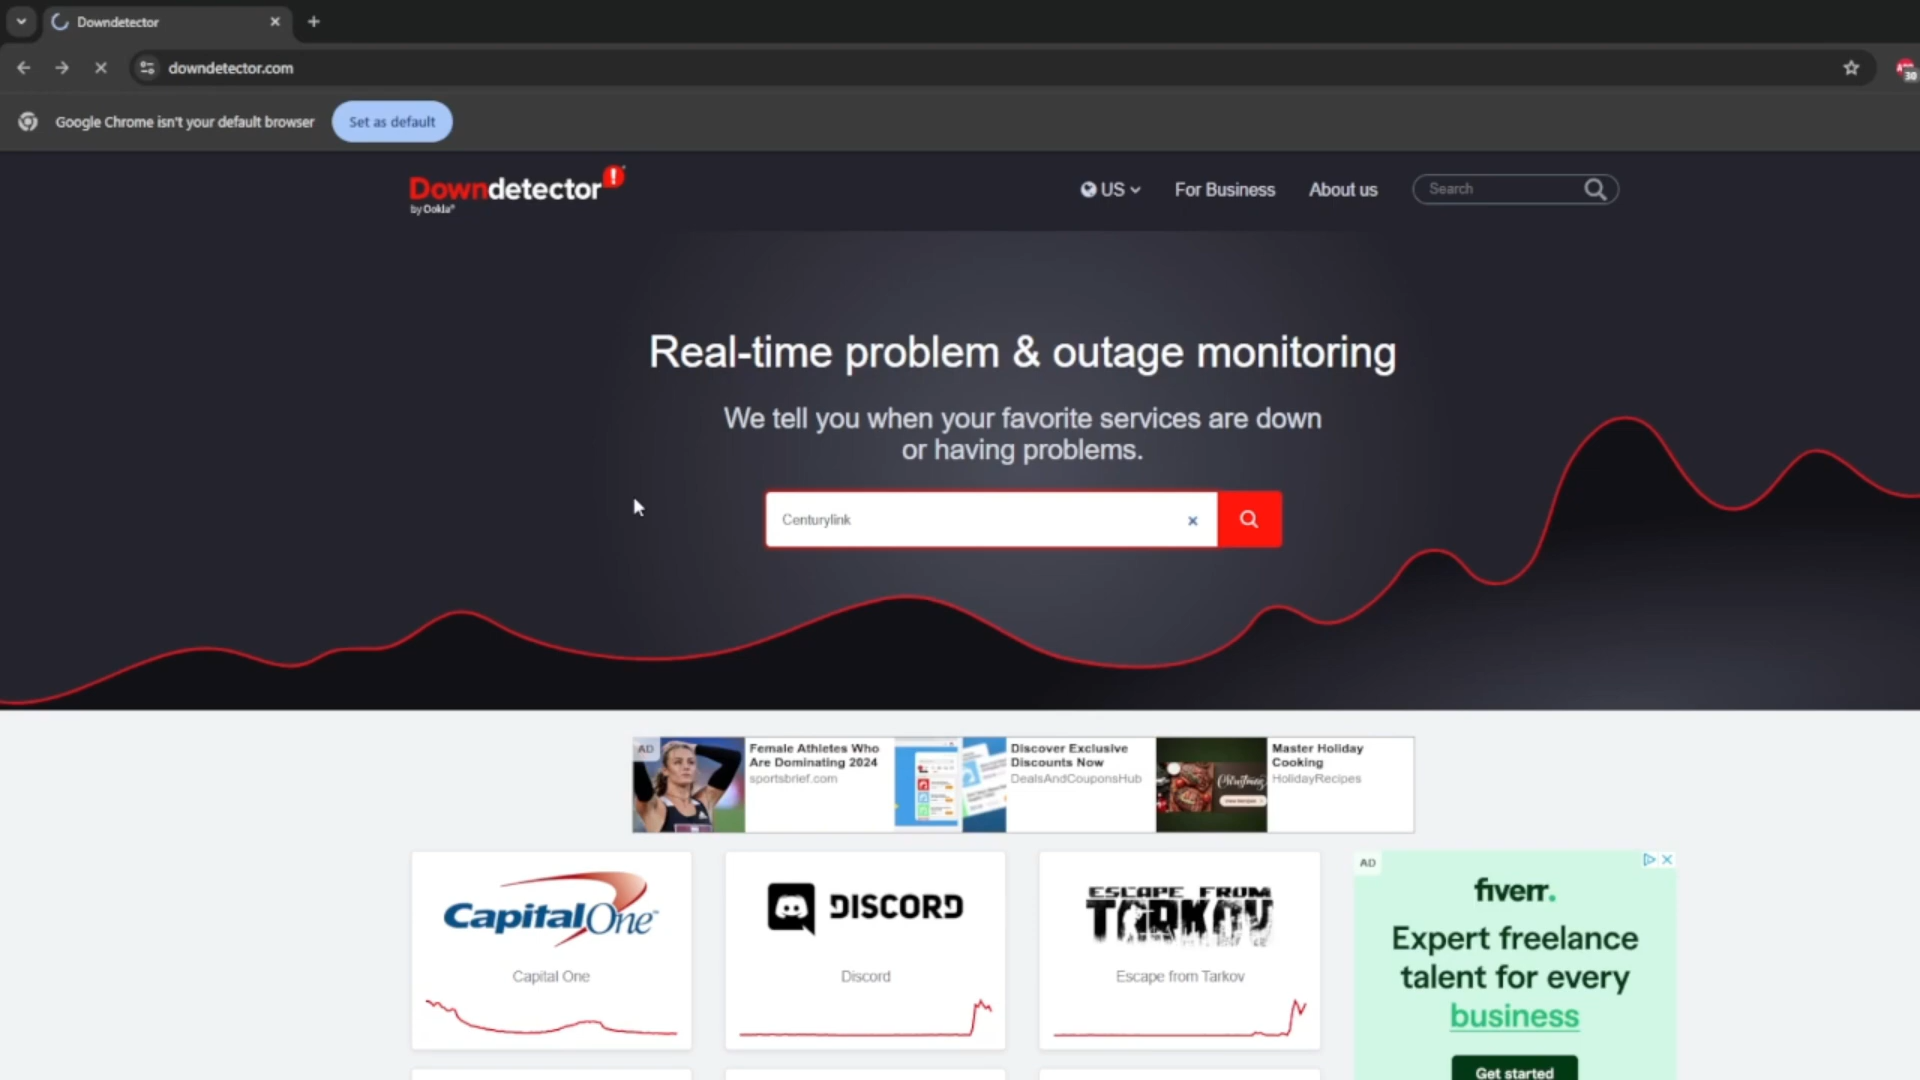 Downdetector
downdetector.com
30
Google Chrome isn't your default browser
Set as default
Downdetector
by Ookla®
US
For Business
About us
Search
Real-time problem & outage monitoring
We tell you when your favorite services are down
or having problems.
Centurylink
AD
Female Athletes Who
Are Dominating 2024
sportsbrief.com
Discover Exclusive
Discounts Now
DealsAndCouponsHub
Christmas
Master Holiday
Cooking
HolidayRecipes
CapitalOne
Capital One
DISCORD
Discord
ESCAPE FROM
TARKOV
Escape from Tarkov
AD
fiverr.
Expert freelance
talent for every
business
Get started